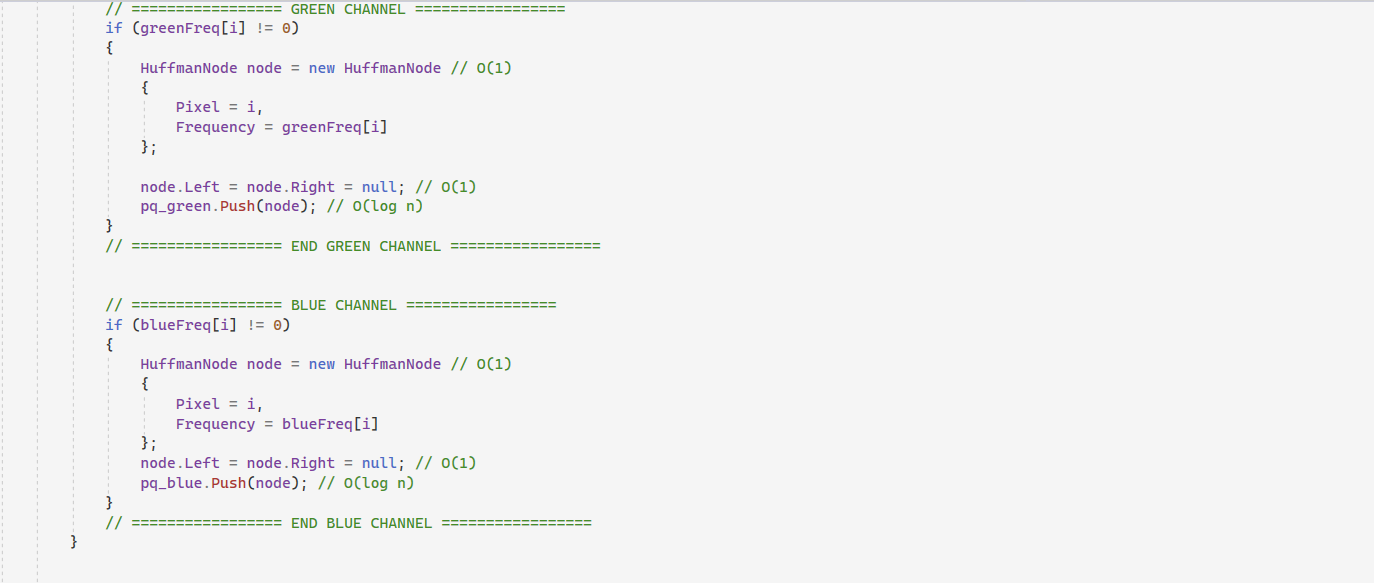 // ================= GREEN CHANNEL =================
if (greenFreq[i] != 0)
{
HuffmanNode node = new HuffmanNode // O(1)
{
Pixel = i,
Frequency = greenFreq[i]
};
node.Left = node.Right = null; // O(1)
pq_green.Push(node); // O(log n)
}
// ================= END GREEN CHANNEL =================
// ================= BLUE CHANNEL =================
if (blueFreq[i] != 0)
{
HuffmanNode node = new HuffmanNode // O(1)
{
Pixel = i,
Frequency = blueFreq[i]
};
node.Left = node.Right = null; // O(1)
pq_blue.Push(node); // O(log n)
}
// ================= END BLUE CHANNEL =================
}